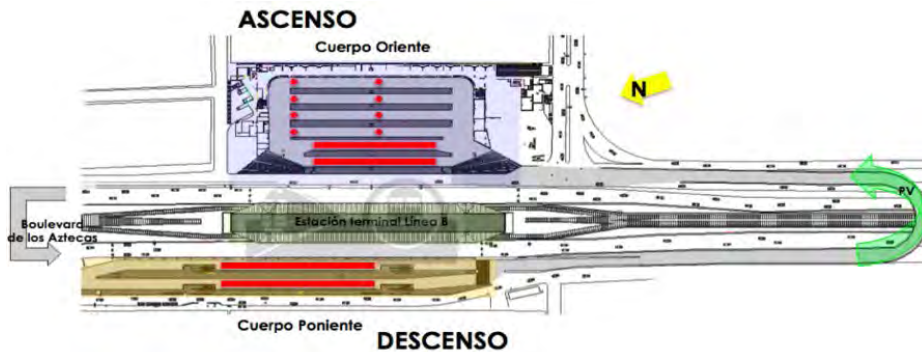 ASCENSO
Cuerpo Oriente
N
PV
Boulevard
de los Aztecas
Estación terminal Línea B
Cuerpo Poniente
DESCENSO